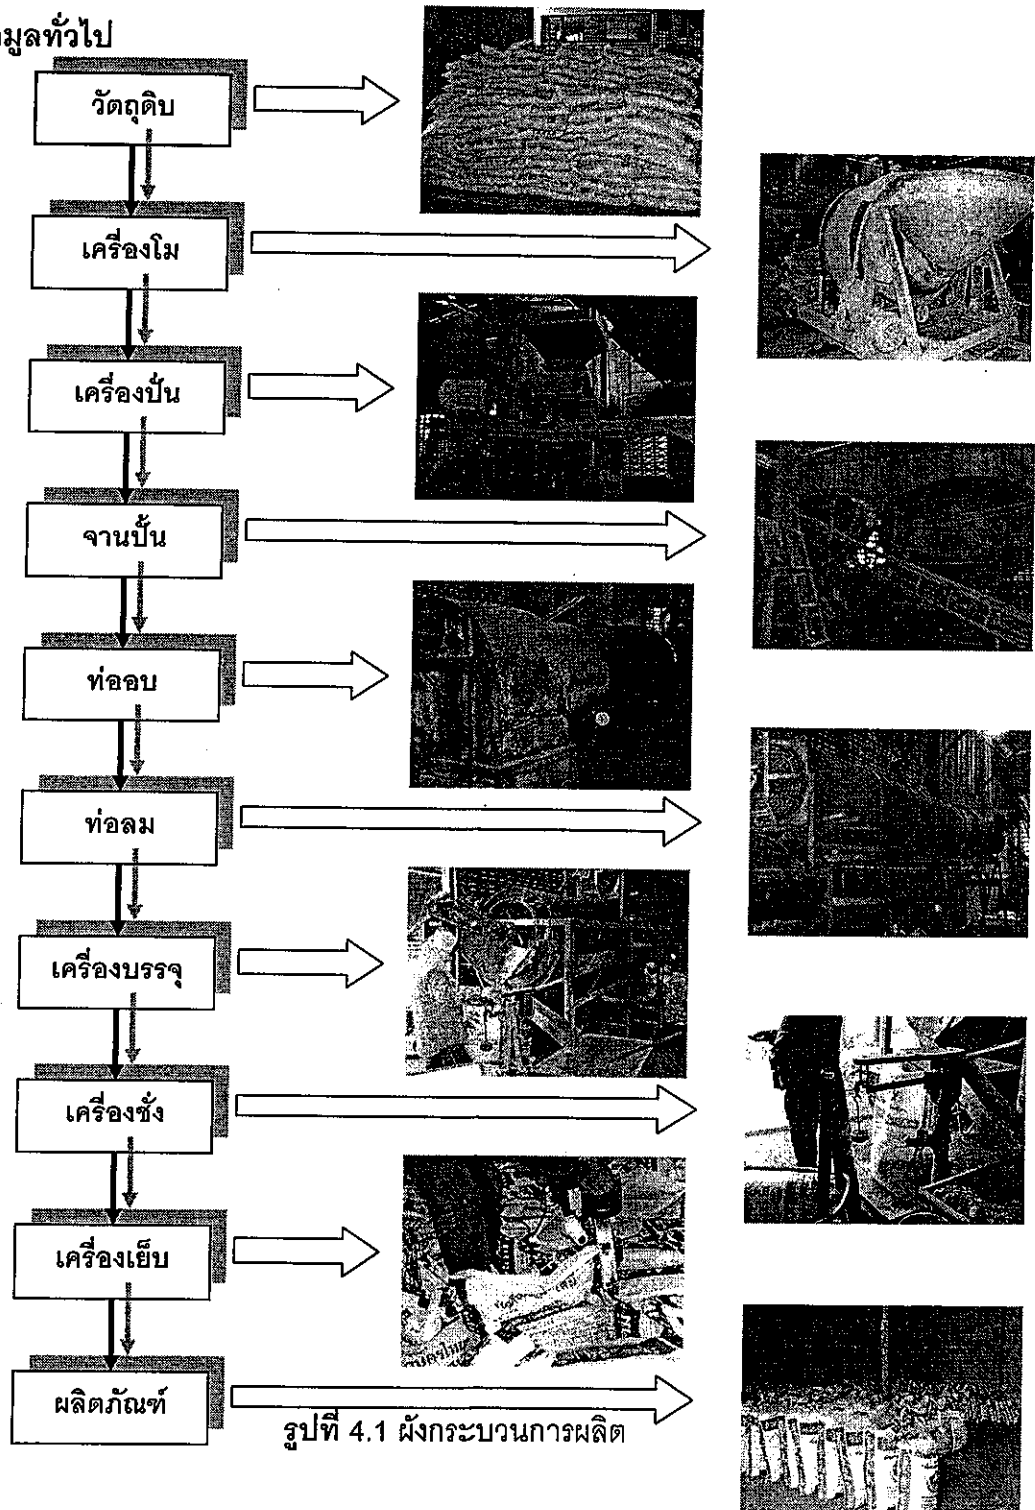 มูลทั่วไป
วัตถุดิบ
เครื่องโม
เครื่องปั่น
จานปั้น
ท่ออบ
ท่อลม
เครื่องบรรจุ
เครื่องชั่ง
เครื่องเย็บ
ผลิตภัณฑ์
รูปที่ 4.1 ผังกระบวนการผลิต